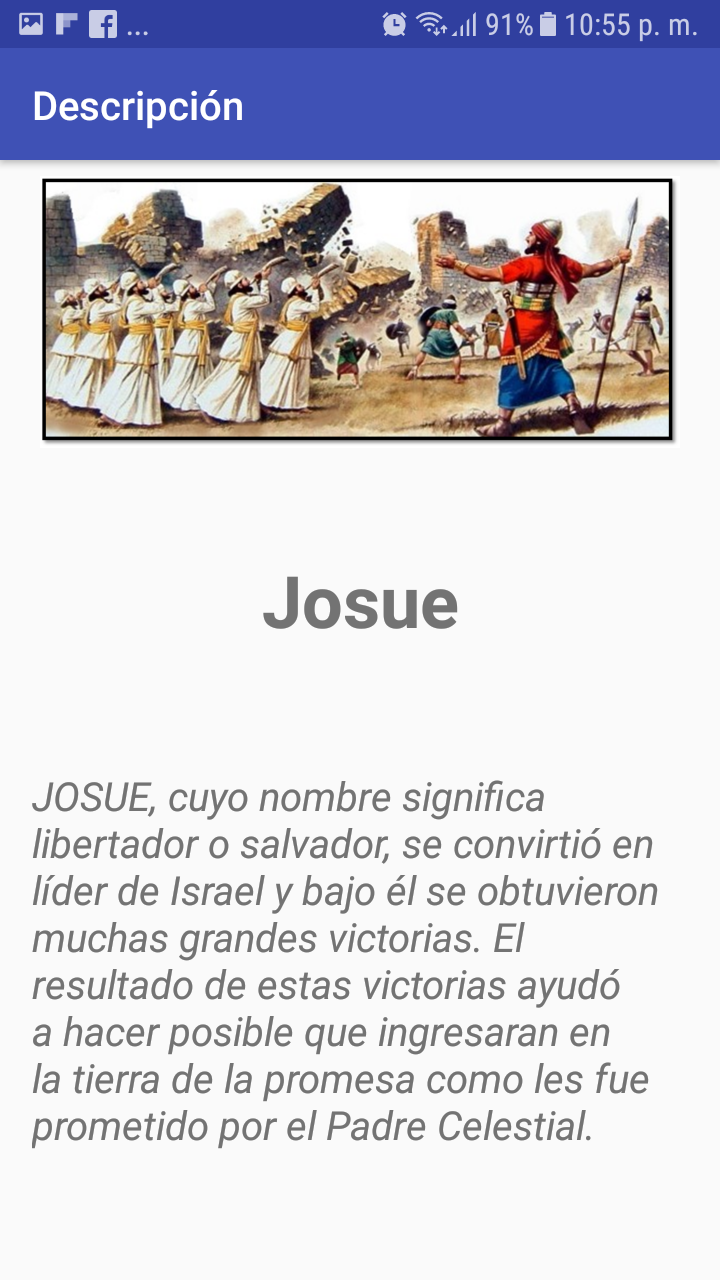 ... 91% 10:55 p. m.
Descripción
Josue
JOSUE, cuyo nombre significa
libertador o salvador, se convirtió en
líder de Israel y bajo él se obtuvieron
muchas grandes victorias. El
resultado de estas victorias ayudó
a hacer posible que ingresaran en
la tierra de la promesa como les fue
prometido por el Padre Celestial.